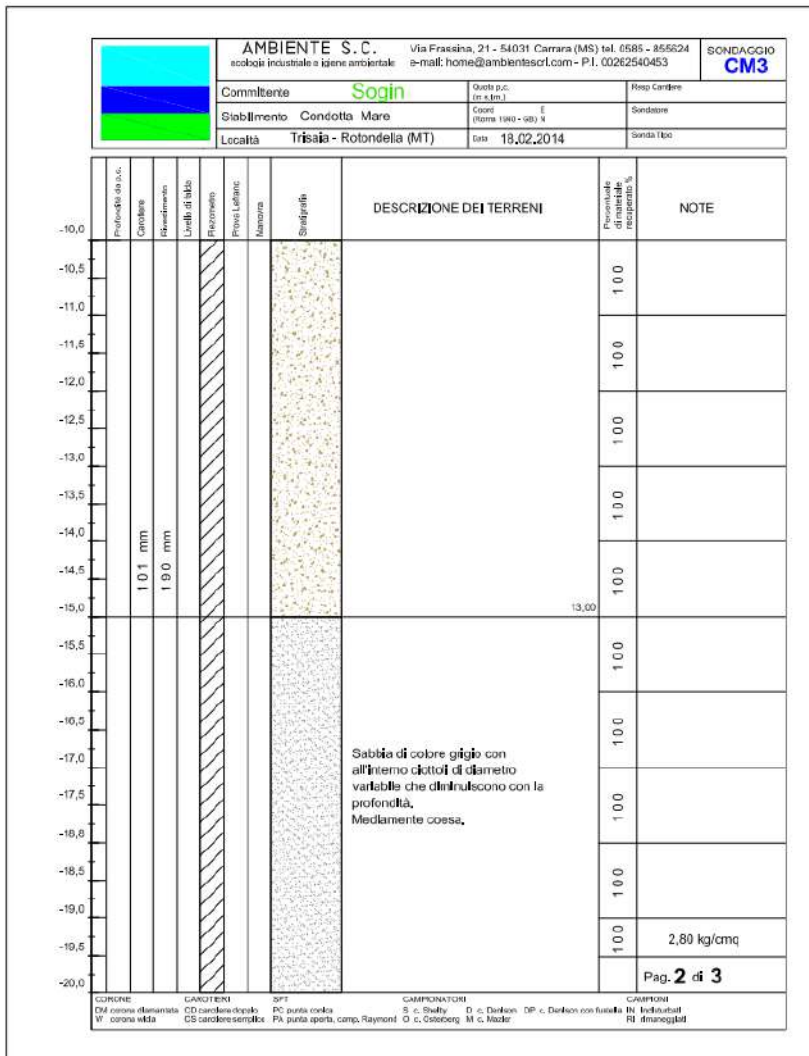 AMBIENTE S.C.
ecologia industriale e igiene ambientale
Via Frassina, 21 - 54031 Carrara (MS) tel. 0585 - 855624
e-mail: home@ambientescrl.com - P.I. 00262540453
SONDAGGIO
CM3
Committente Sogin
Quota p.c.
(in s.l.m.)
Resp Cantiere
Stabilimento Condotta Mare
Coord E
(Roma 1940 - GB) N
Sondatore
Località Trisaia - Rotondella (MT)
Data 18.02.2014
Sonda Tipo
Profondità da p.c.
Carotiere
Rivestimento
Livello di falda
Piezometro
Prova Lefranc
Manovra
Stratigrafia
DESCRIZIONE DEI TERRENI
Percentuale
di materiale
recuperato %
NOTE
-10,0
-10,5
100
-11,0
-11,5
100
-12,0
-12,5
100
-13,0
-13,5
100
-14,0
-14,5
101 mm
190 mm
100
-15,0
13,00
-15,5
100
-16,0
-16,5
100
-17,0
Sabbia di colore grigio con
all'interno ciottoli di diametro
variabile che diminuiscono con la
profondità.
Mediamente coesa.
-17,5
100
-18,0
-18,5
100
-19,0
-19,5
100
2,80 kg/cmq
-20,0
Pag. 2 di 3
CORONE
CAROTIERI
SPT
CAMPIONATORI
CAMPIONI
DM corona diamantata CD carotiere doppio PC punta conica S c. Shelby D c. Denison DP c. Denison con fustella IN Indisturbati
W corona widia CS carotiere semplice PA punta aperta, camp. Raymond O c. Osterberg M c. Mazier RI rimaneggiati